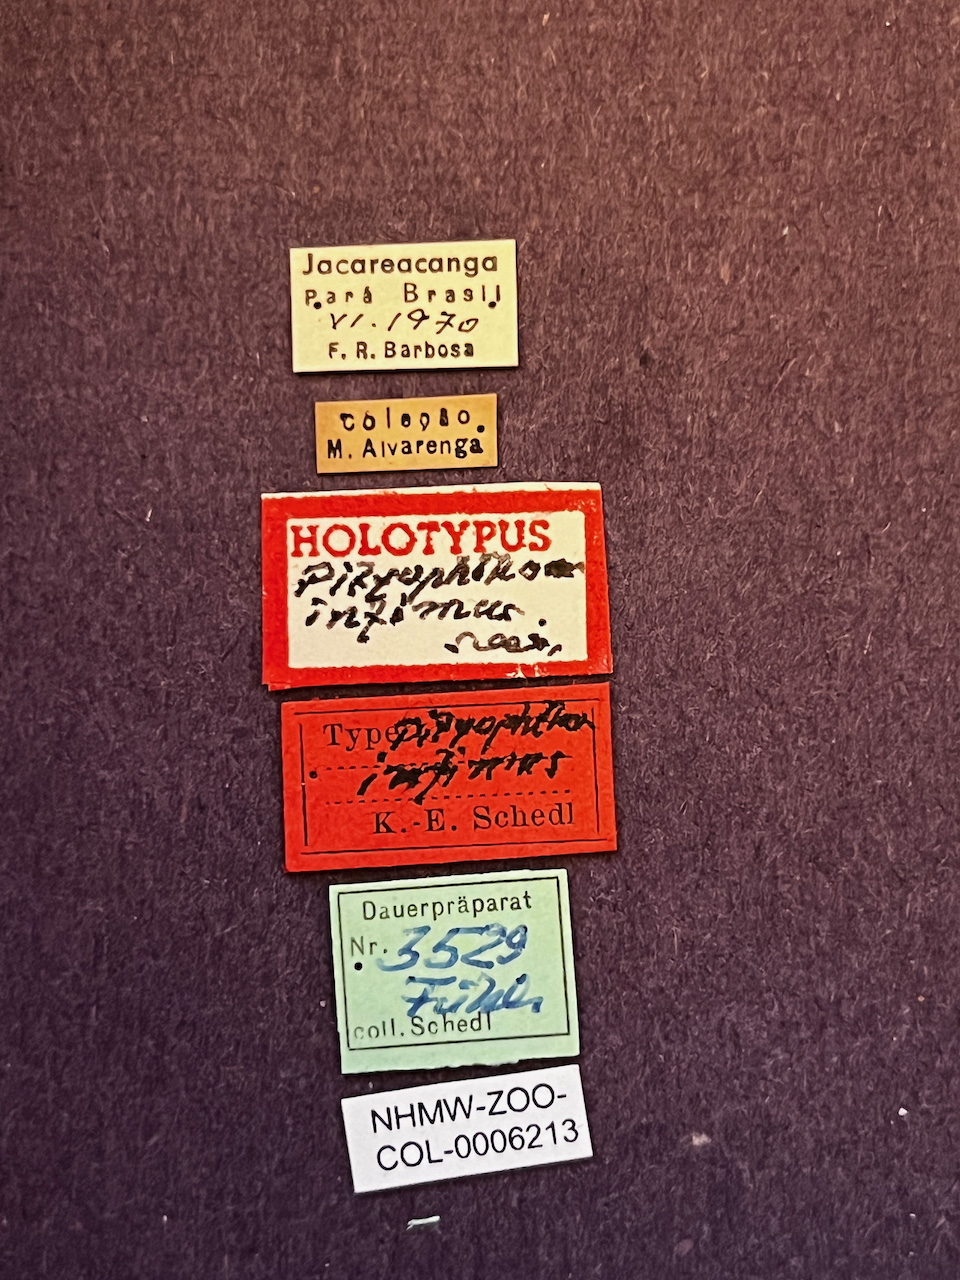 Jacareacanga
Pará Brasil
VI.1970
F. R. Barbosa
Coleção
M. Alvarenga
HOLOTYPUS
Pityophthorus
infimus
Type Pityophthorus
infimus
K.-E. Schedl
Dauerpräparat
Nr. 3529
Fühler
coll. Schedl
NHMW-ZOO-
COL-0006213